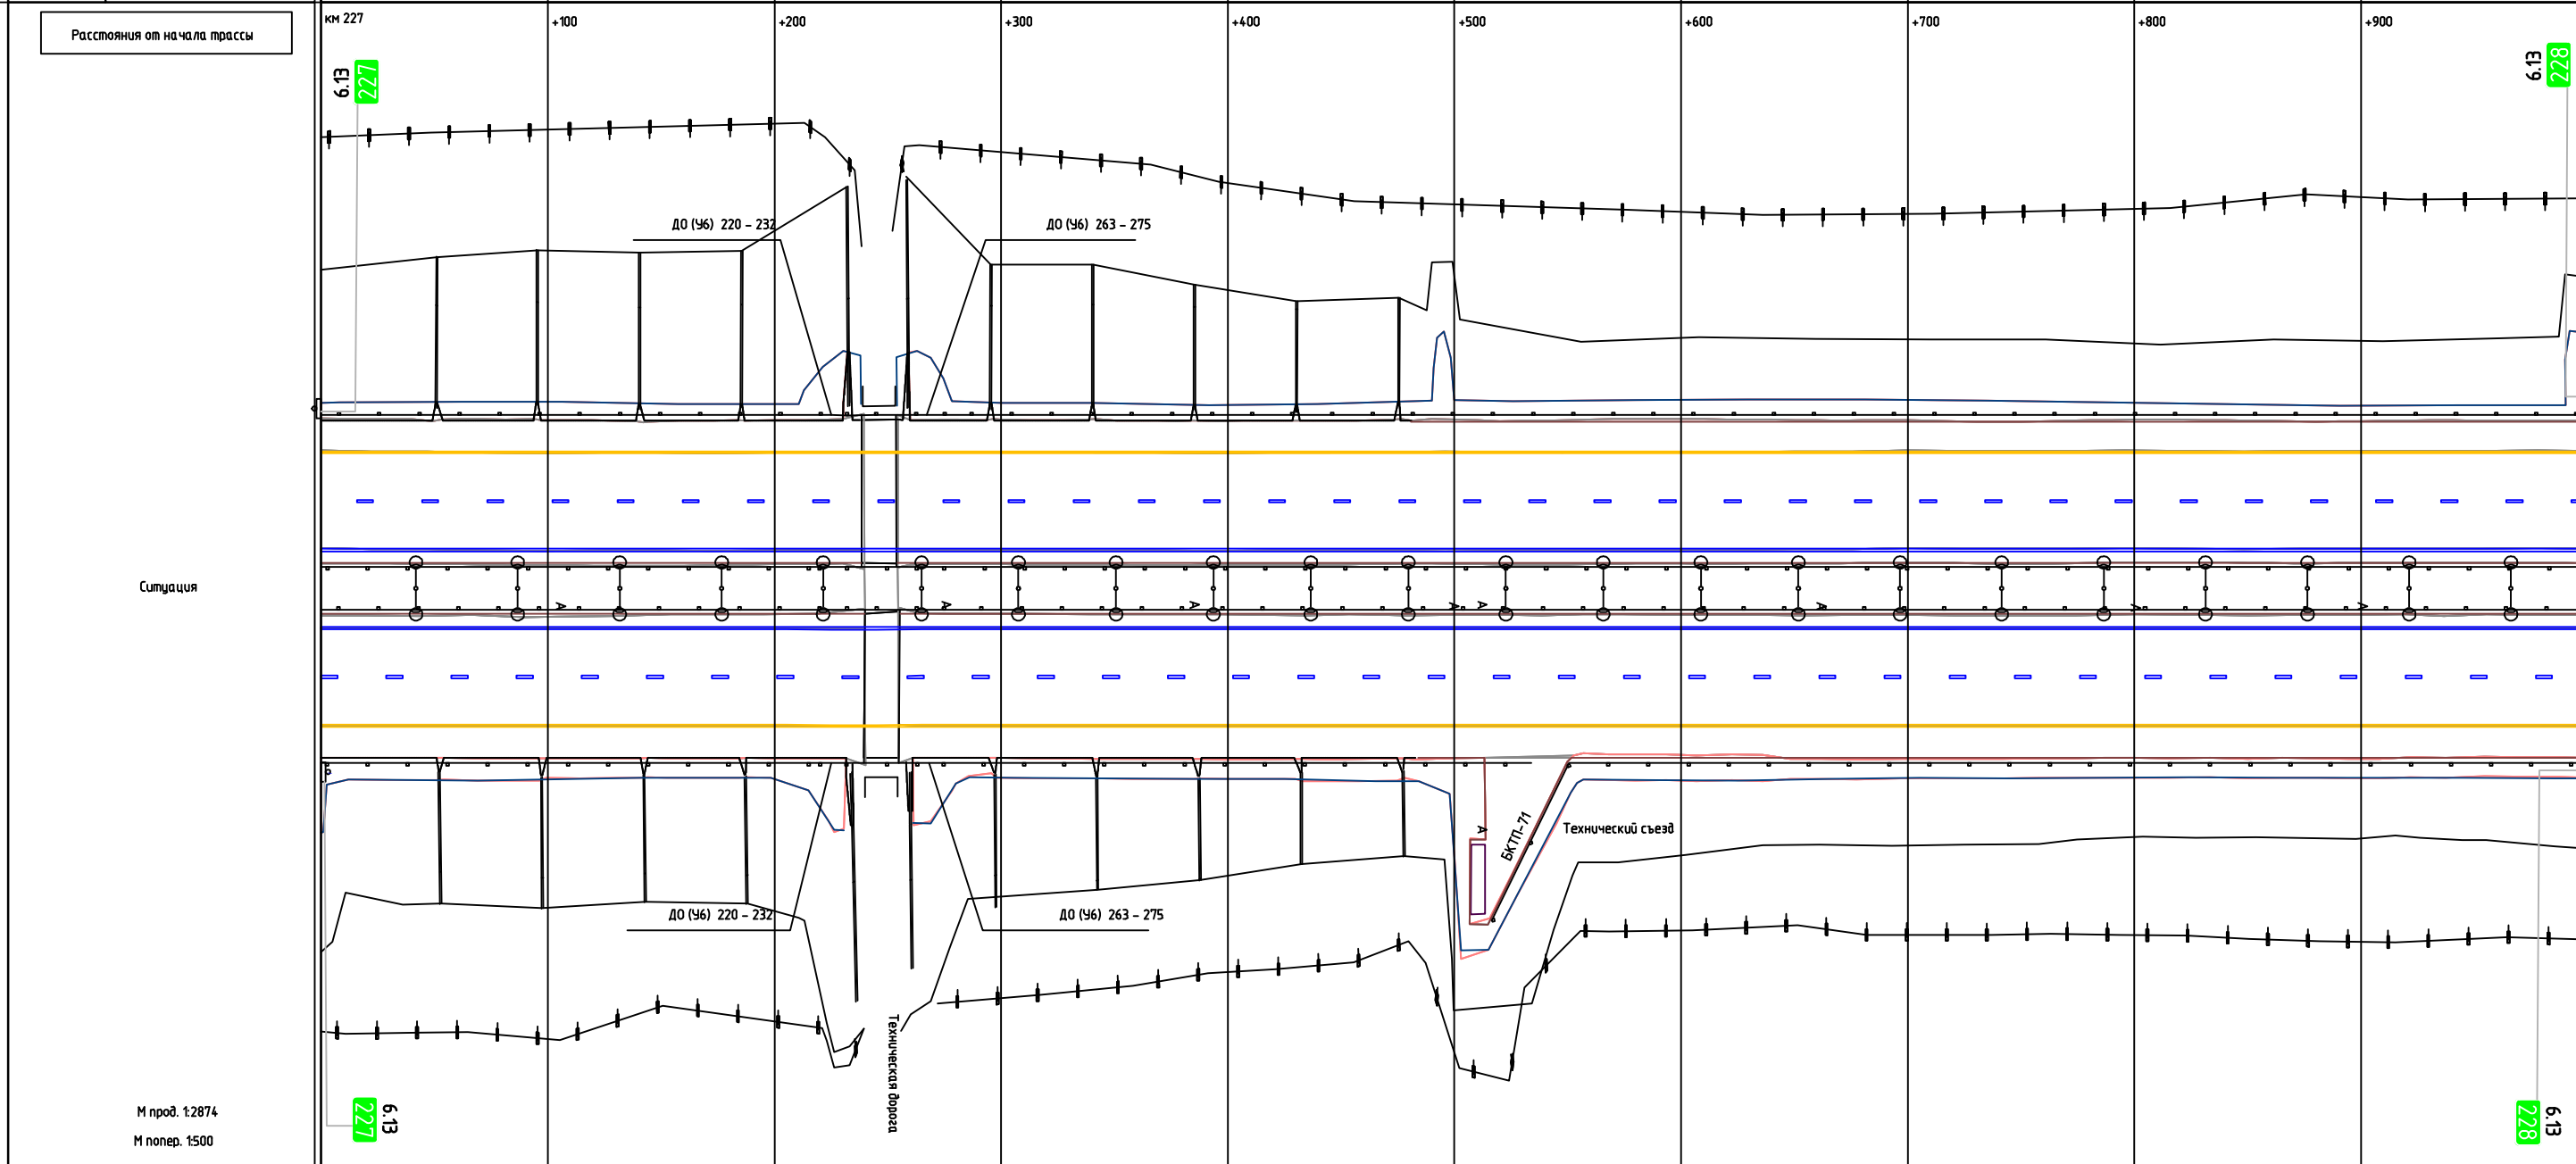 Расстояния от начала трассы
км 227
+100
+200
+300
+400
+500
+600
+700
+800
+900
6.13
227
6.13
228
ДО (У6) 220 - 232
ДО (У6) 263 - 275
Ситуация
А
А
А
А
А
А
А
А
А
БКТП-71
Технический съезд
ДО (У6) 220 - 232
ДО (У6) 263 - 275
Техническая дорога
М прод. 1:2874
М попер. 1:500
227
6.13
228
6.13